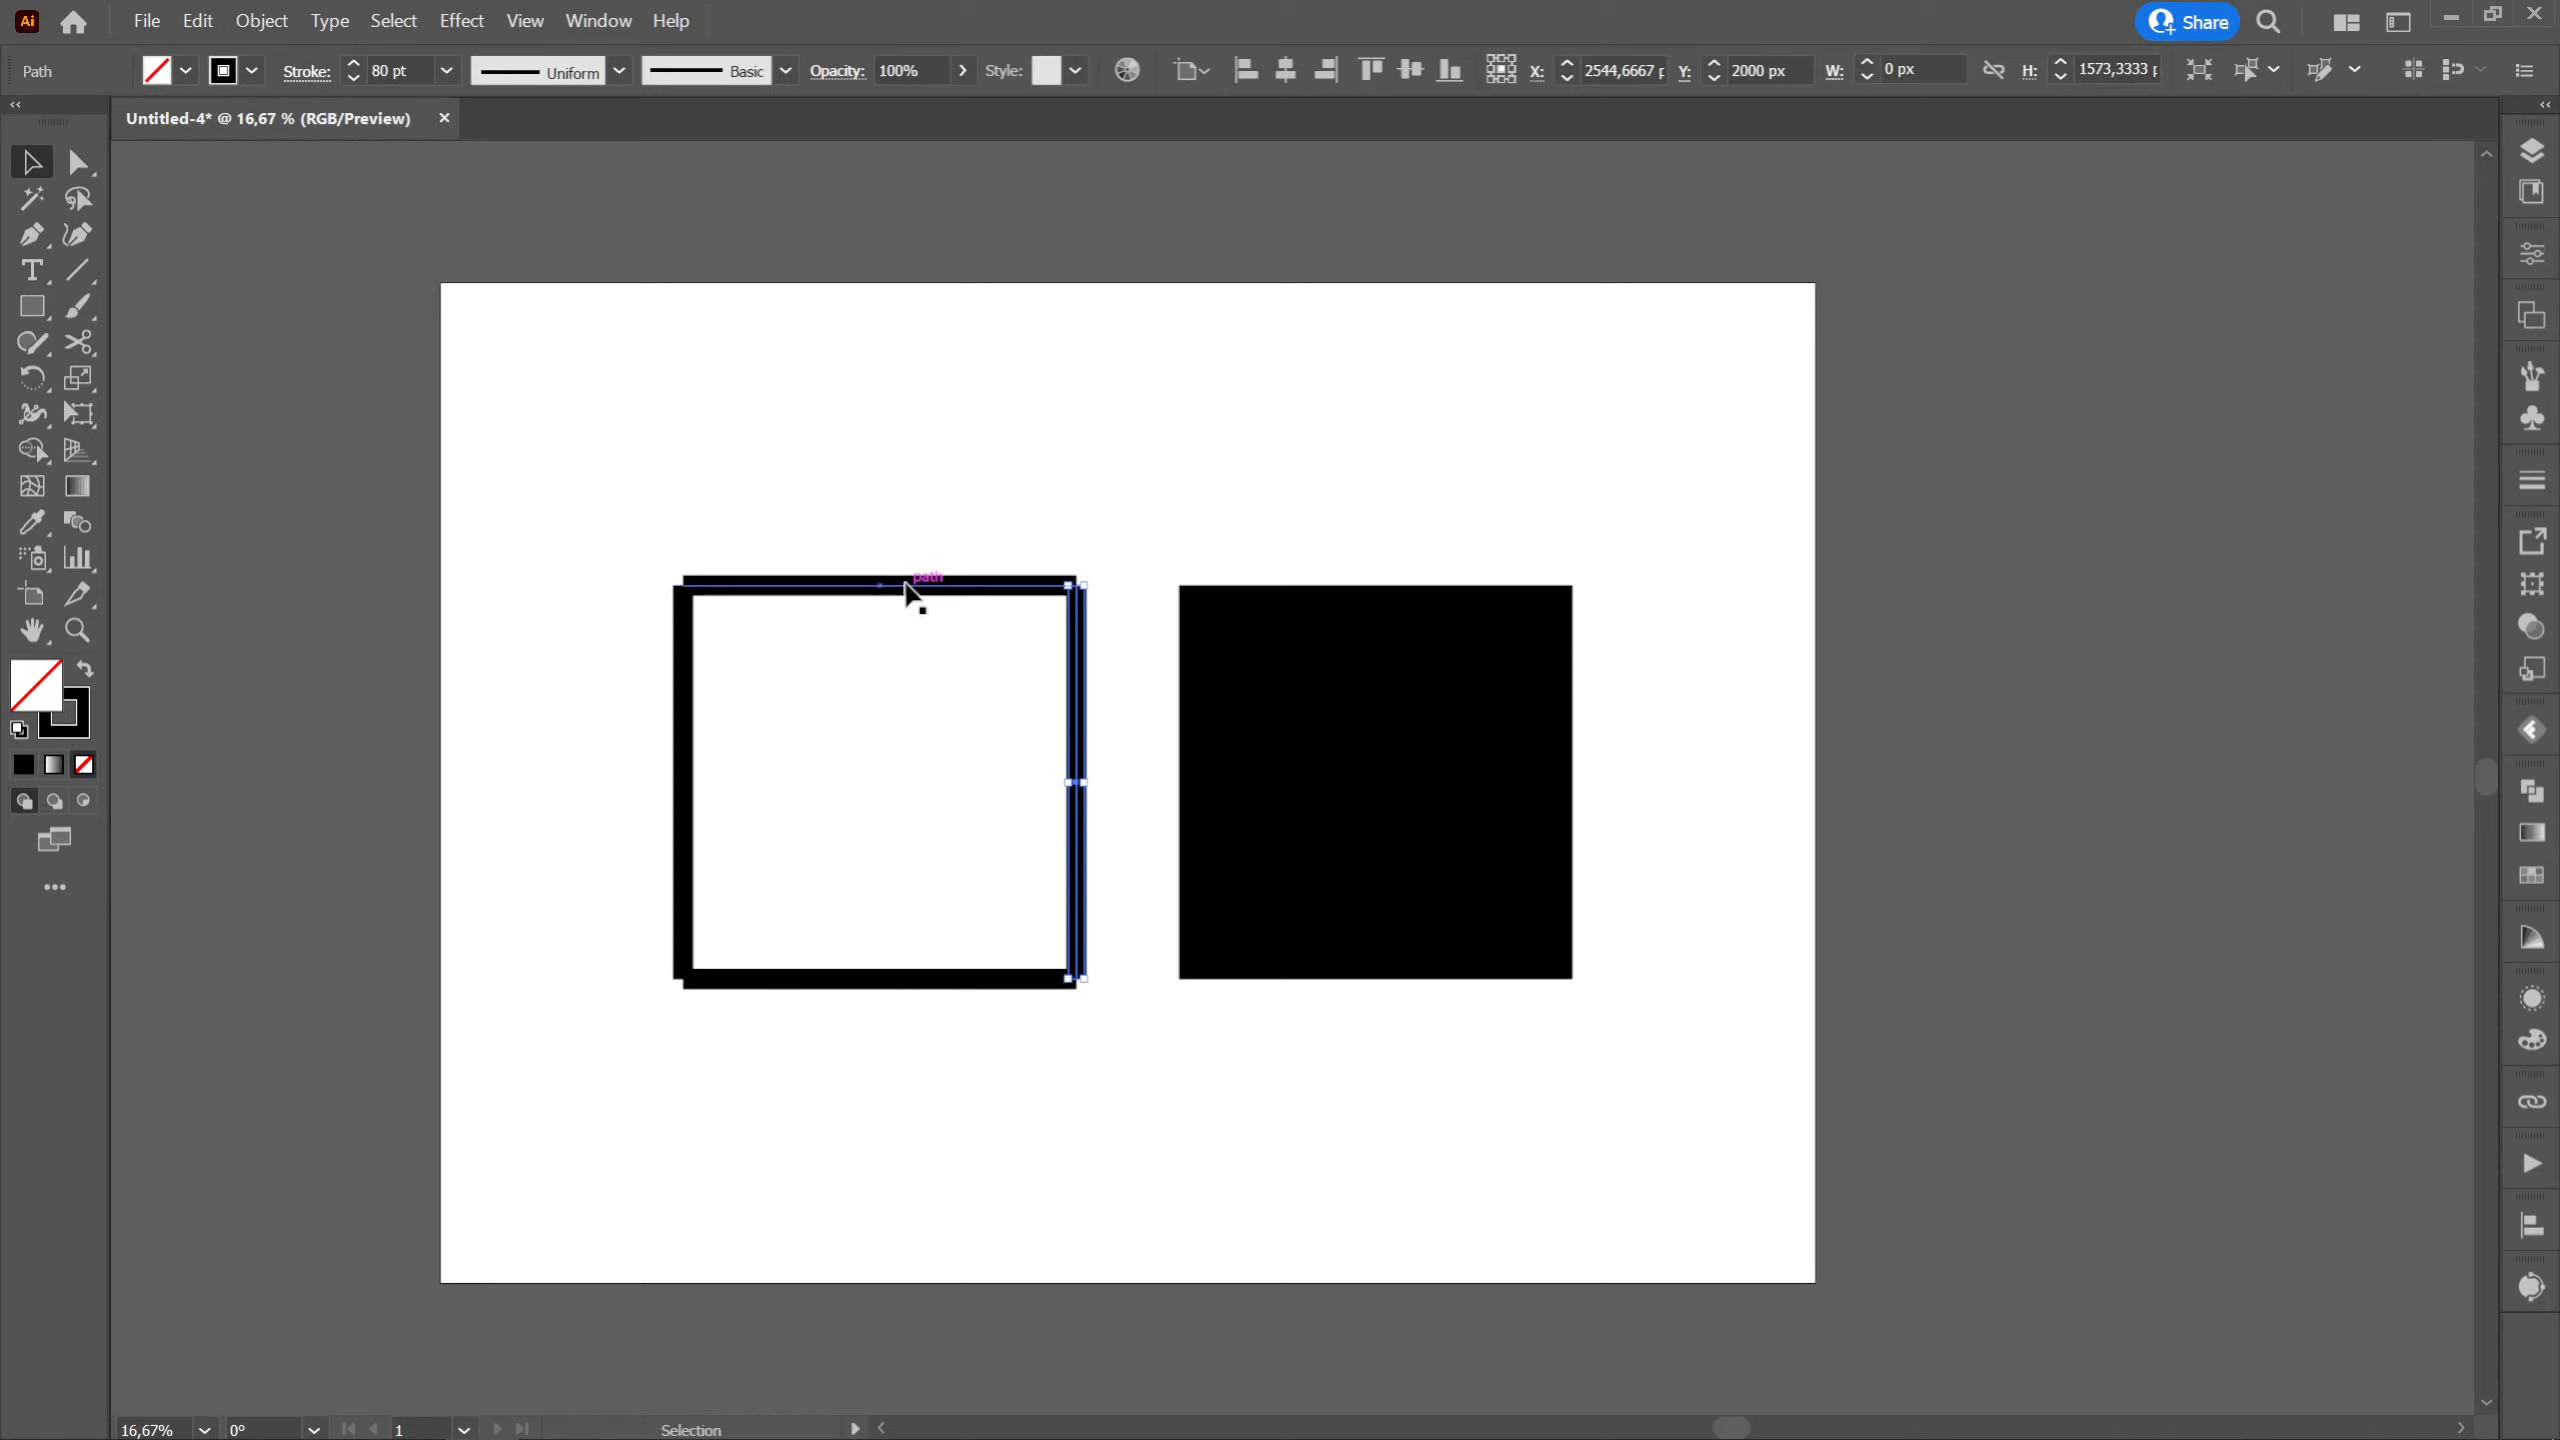 Ai File Edit Object Type Select Effect View Window Help Share
Path Stroke: 80 pt Uniform Basic Opacity: 100% Style: X: 2544,6667 p Y: 2000 px W: 0 px H: 1573,3333 p
Untitled-4* @ 16,67 % (RGB/Preview)
path
16,67% 0° 1 Selection